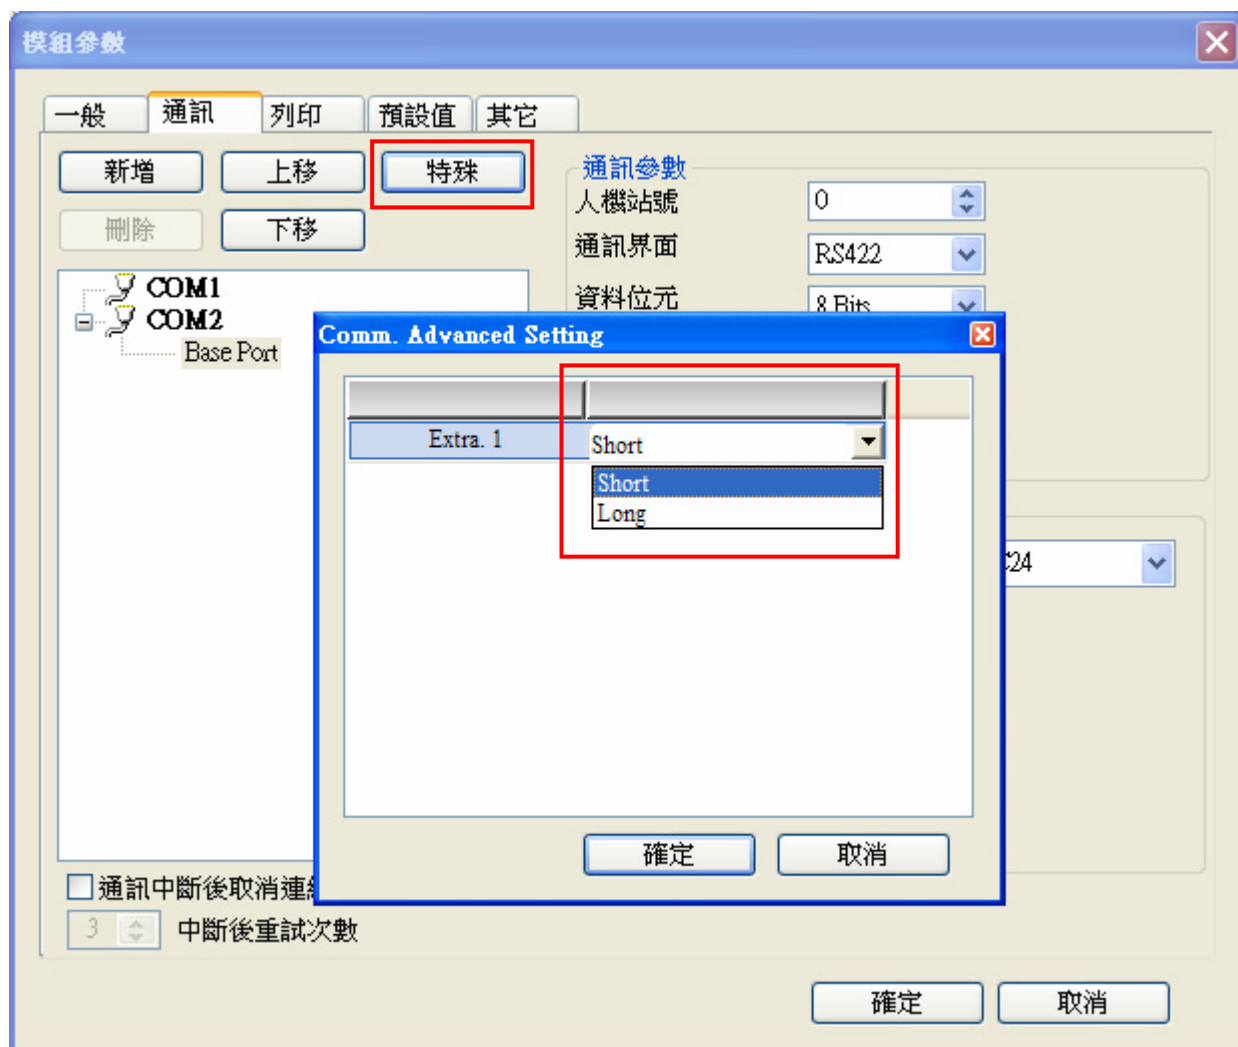 模組參數
一般 通訊 列印 預設值 其它
新增 上移 特殊
刪除 下移
COM1
COM2
Base Port
通訊參數
人機站號 0
通訊界面 RS422
資料位元 8 Bits
Comm. Advanced Setting
Extra. 1 Short
Short
Long
確定 取消
C24
通訊中斷後取消連
3 中斷後重試次數
確定 取消